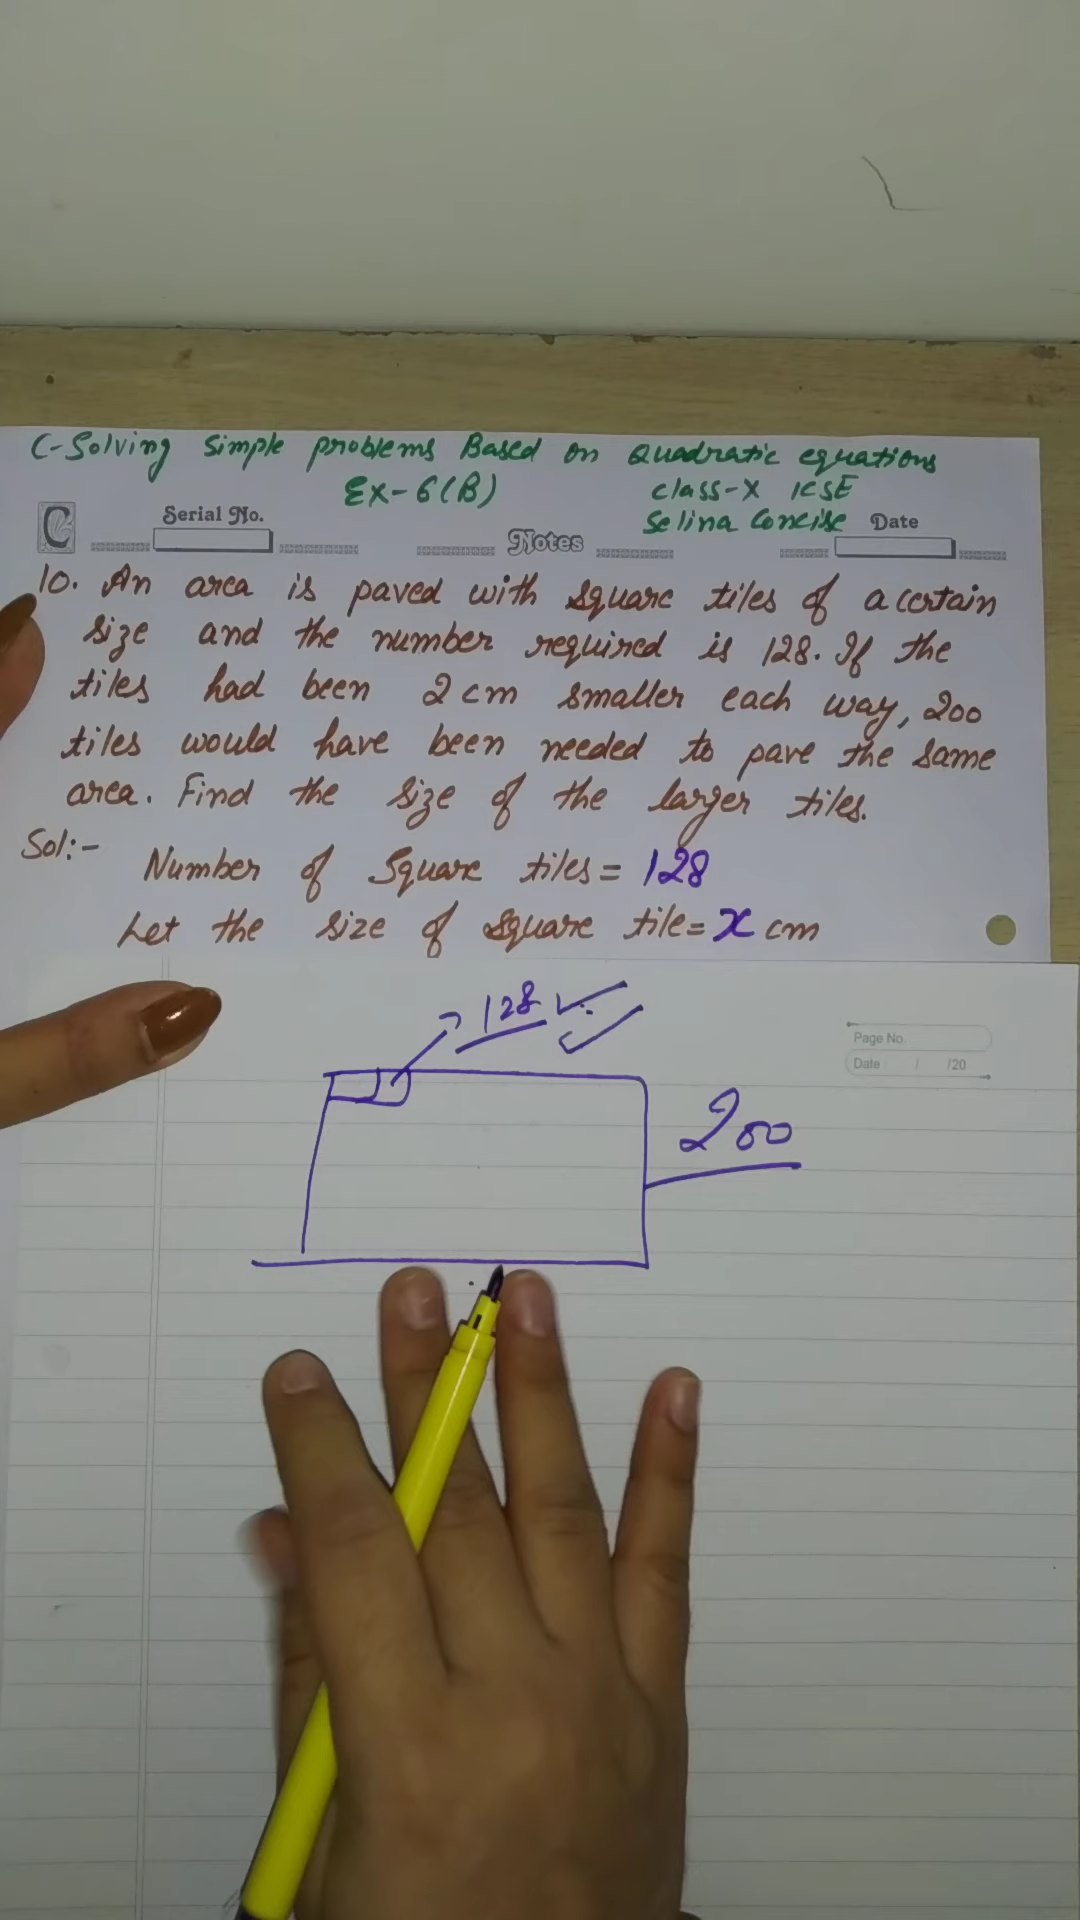 C-Solving Simple problems Based on Quadratic equations
Ex-6(B) class-X ICSE
Selina Concise
C Serial No. Notes Date
10. An area is paved with square tiles of a certain
size and the number required is 128. If the
tiles had been 2 cm smaller each way, 200
tiles would have been needed to pave the same
area. Find the size of the larger tiles.
Sol:-
Number of Square tiles = 128
Let the size of square tile = x cm
128
Page No.
Date / /20
200